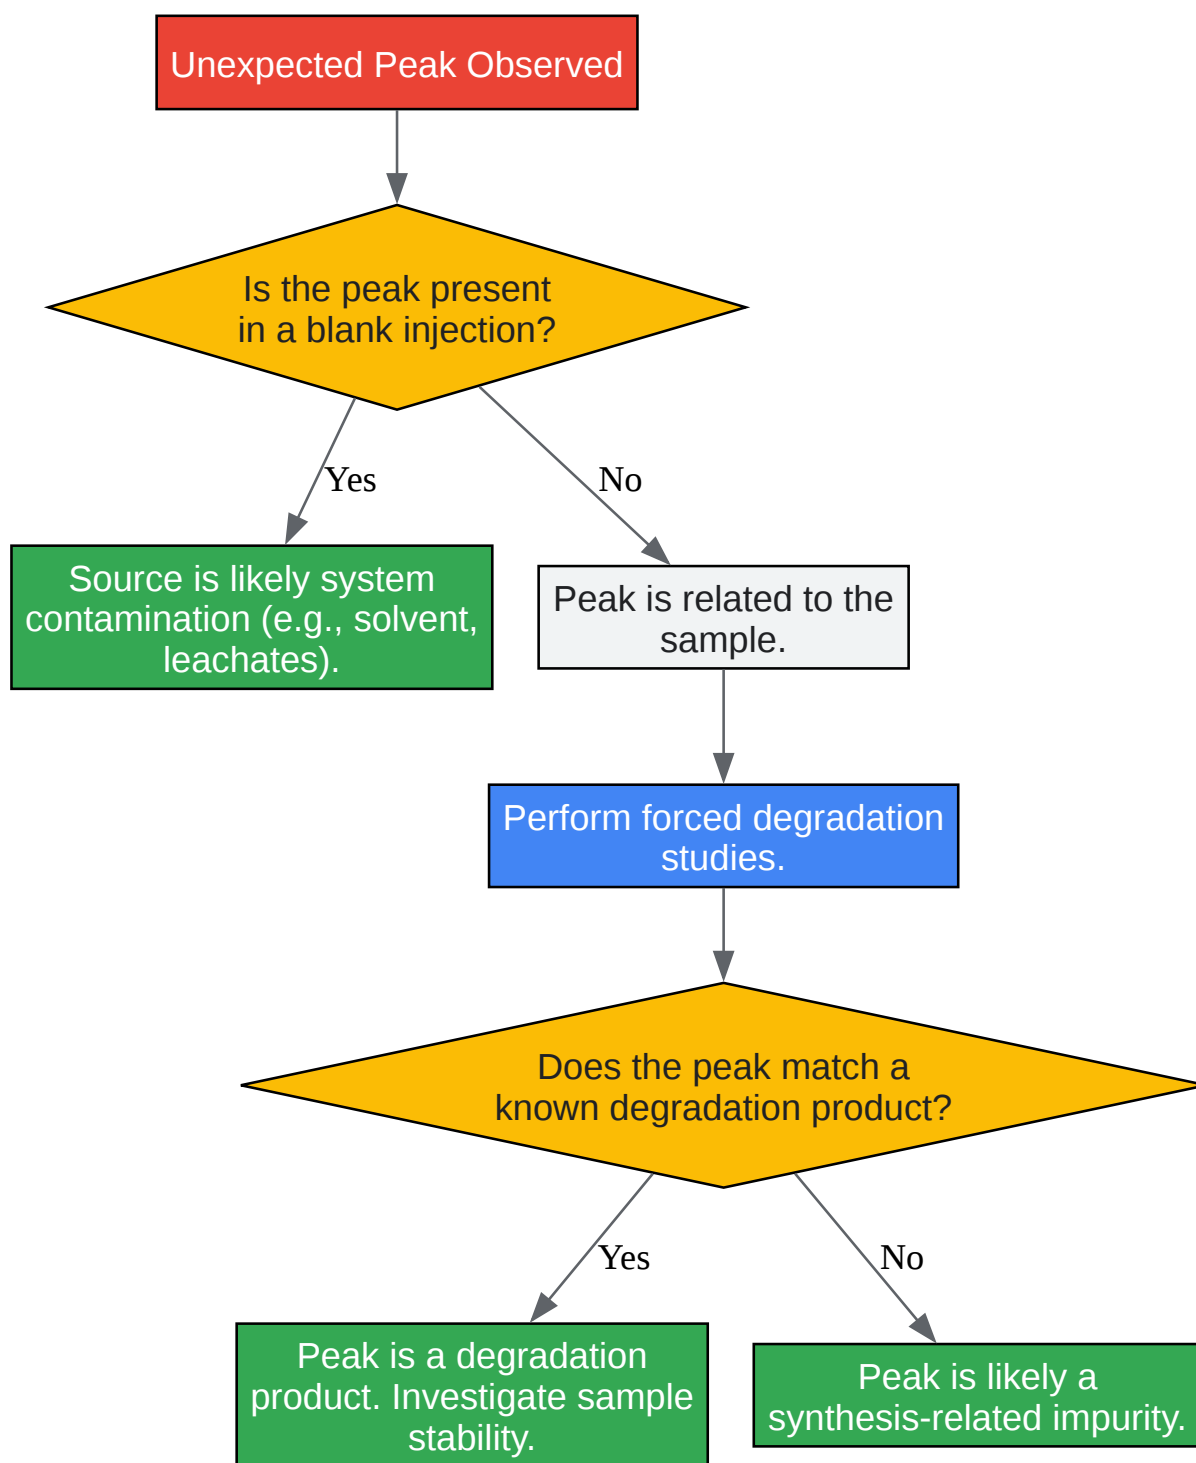 Unexpected Peak Observed
Is the peak present
in a blank injection?
Yes
No
Source is likely system
contamination (e.g., solvent,
leachates).
Peak is related to the
sample.
Perform forced degradation
studies.
Does the peak match a
known degradation product?
Yes
No
Peak is a degradation
product. Investigate sample
stability.
Peak is likely a
synthesis-related impurity.